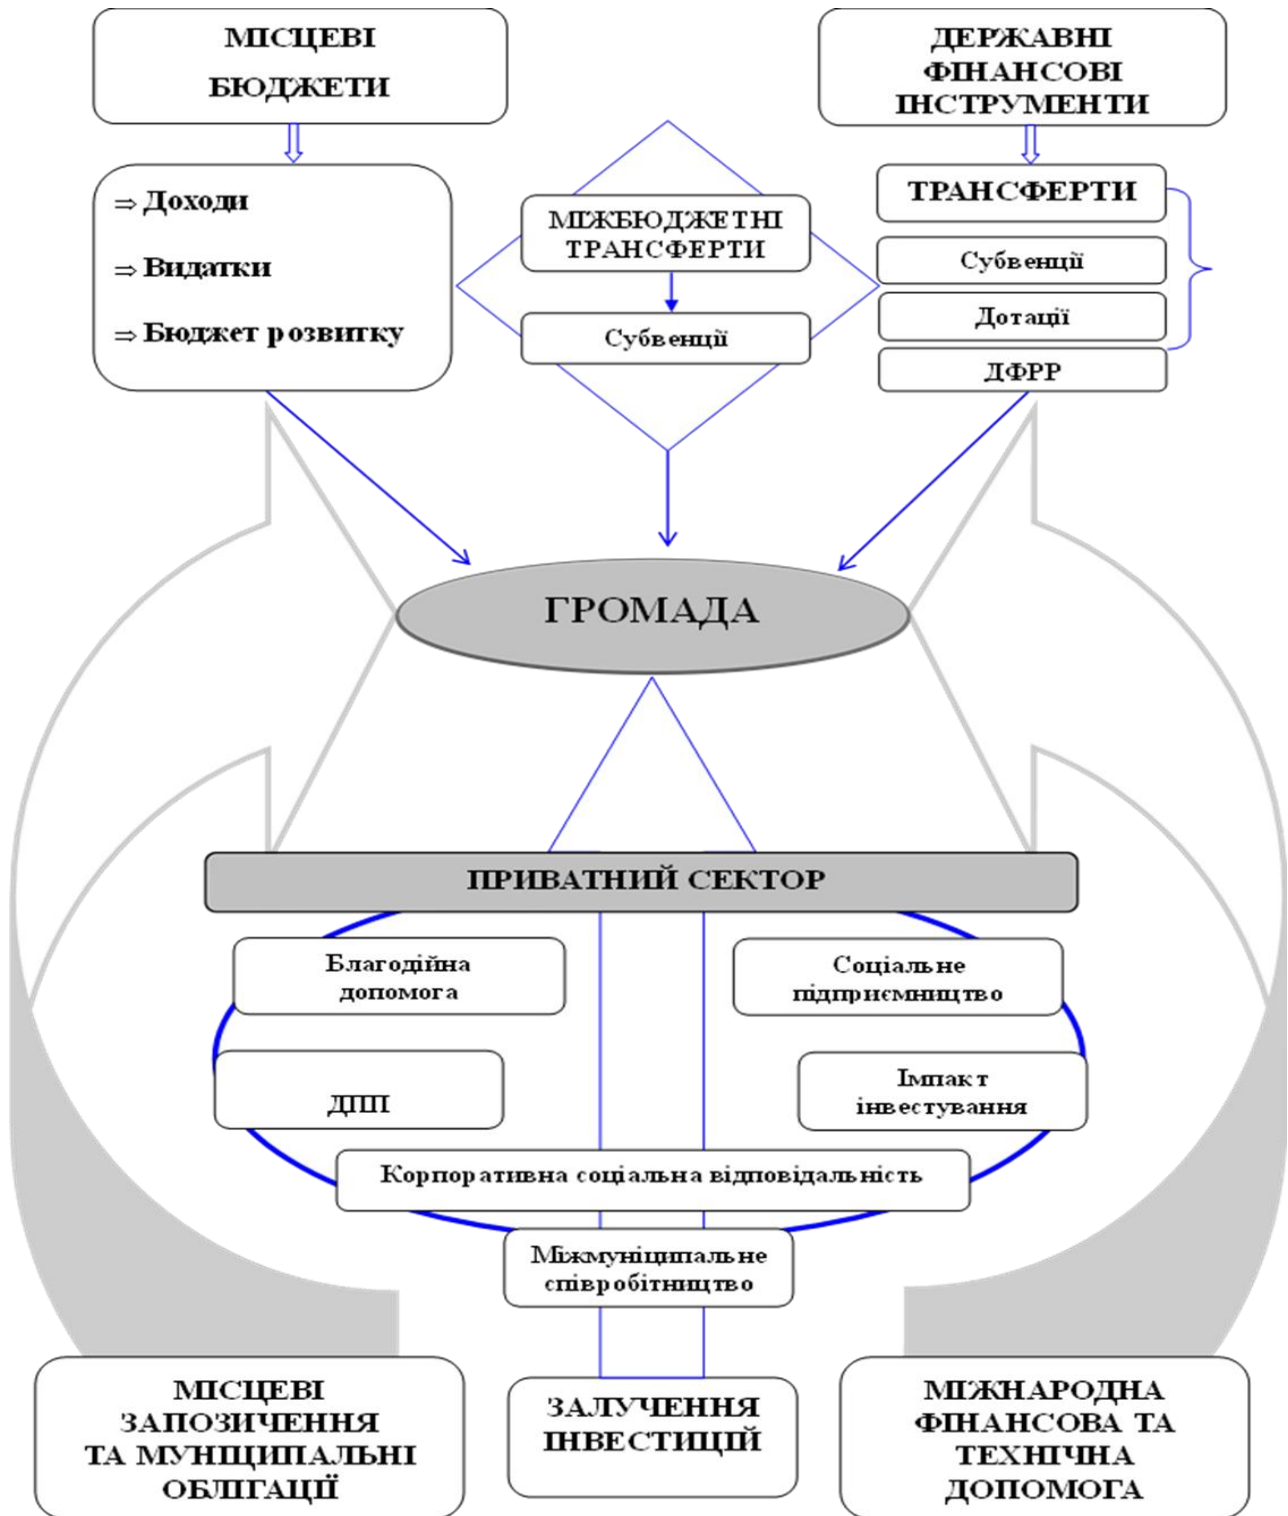 МІСЦЕВІ
БЮДЖЕТИ
ДЕРЖАВНІ
ФІНАНСОВІ
ІНСТРУМЕНТИ
⇒ Доходи
⇒ Видатки
⇒ Бюджет розвитку
МІЖБЮДЖЕТНІ
ТРАНСФЕРТИ
Субвенції
ТРАНСФЕРТИ
Субвенції
Дотації
ДФРР
ГРОМАДА
ПРИВАТНИЙ СЕКТОР
Благодійна
допомога
Соціальне
підприємництво
ДПП
Імпакт
інвестування
Корпоративна соціальна відповідальність
Міжмуніципальне
співробітництво
МІСЦЕВІ
ЗАПОЗИЧЕННЯ
ТА МУНІЦИПАЛЬНІ
ОБЛІГАЦІЇ
ЗАЛУЧЕННЯ
ІНВЕСТИЦІЙ
МІЖНАРОДНА
ФІНАНСОВА ТА
ТЕХНІЧНА
ДОПОМОГА